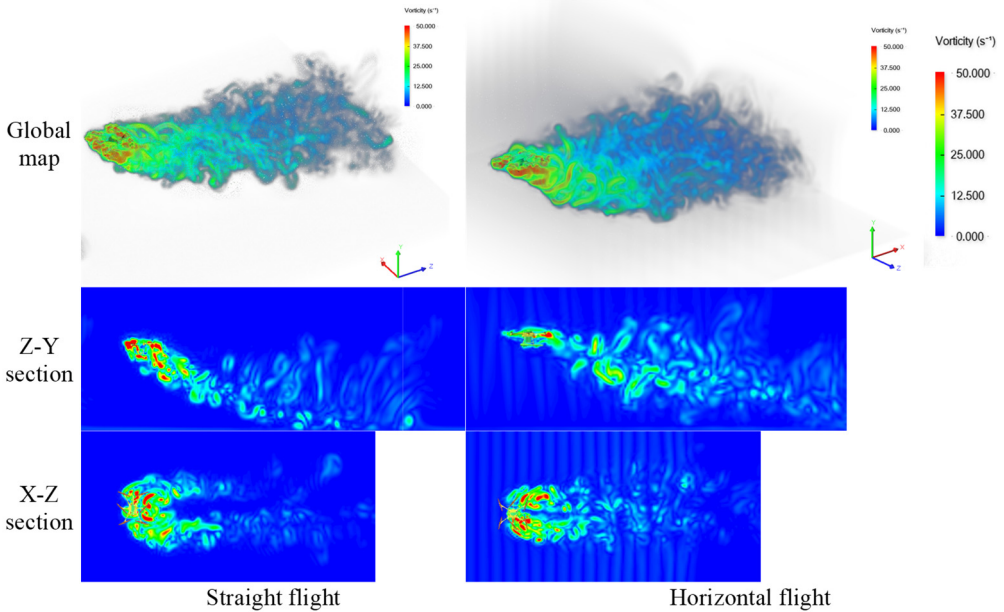 Vorticity (s⁻¹)
50.000
37.500
25.000
12.500
0.000
Y
X
Z
Vorticity (s⁻¹)
50.000
37.500
25.000
12.500
0.000
Y
X
Z
Vorticity (s⁻¹)
50.000
37.500
25.000
12.500
0.000
Global
map
Z-Y
section
X-Z
section
Straight flight
Horizontal flight